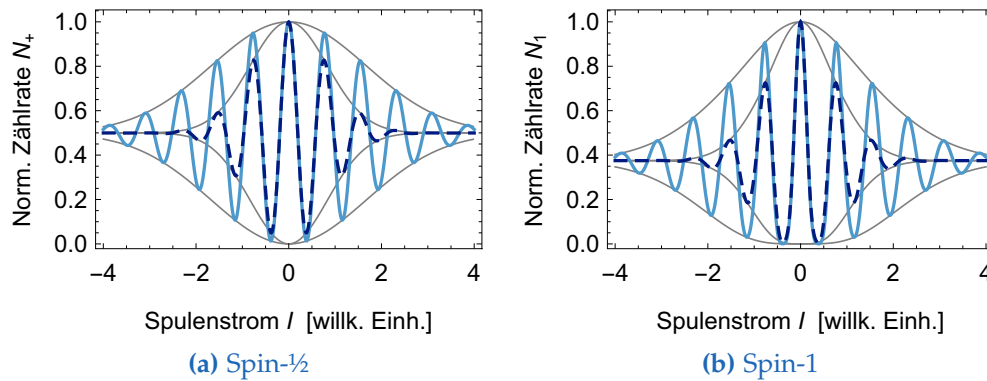 Norm. Zählrate N₊
1.0
0.8
0.6
0.4
0.2
0.0
−4 −2 0 2 4
Spulenstrom I [willk. Einh.]
(a) Spin-½
Norm. Zählrate N₁
1.0
0.8
0.6
0.4
0.2
0.0
−4 −2 0 2 4
Spulenstrom I [willk. Einh.]
(b) Spin-1